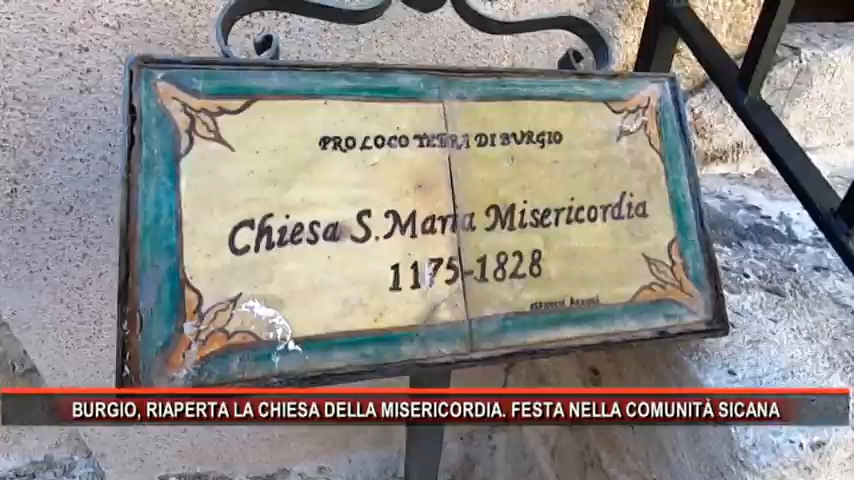 PRO LOCO TERRA DI BURGIO
Chiesa S. Maria Misericordia
1175-1828
BURGIO, RIAPERTA LA CHIESA DELLA MISERICORDIA. FESTA NELLA COMUNITÀ SICANA